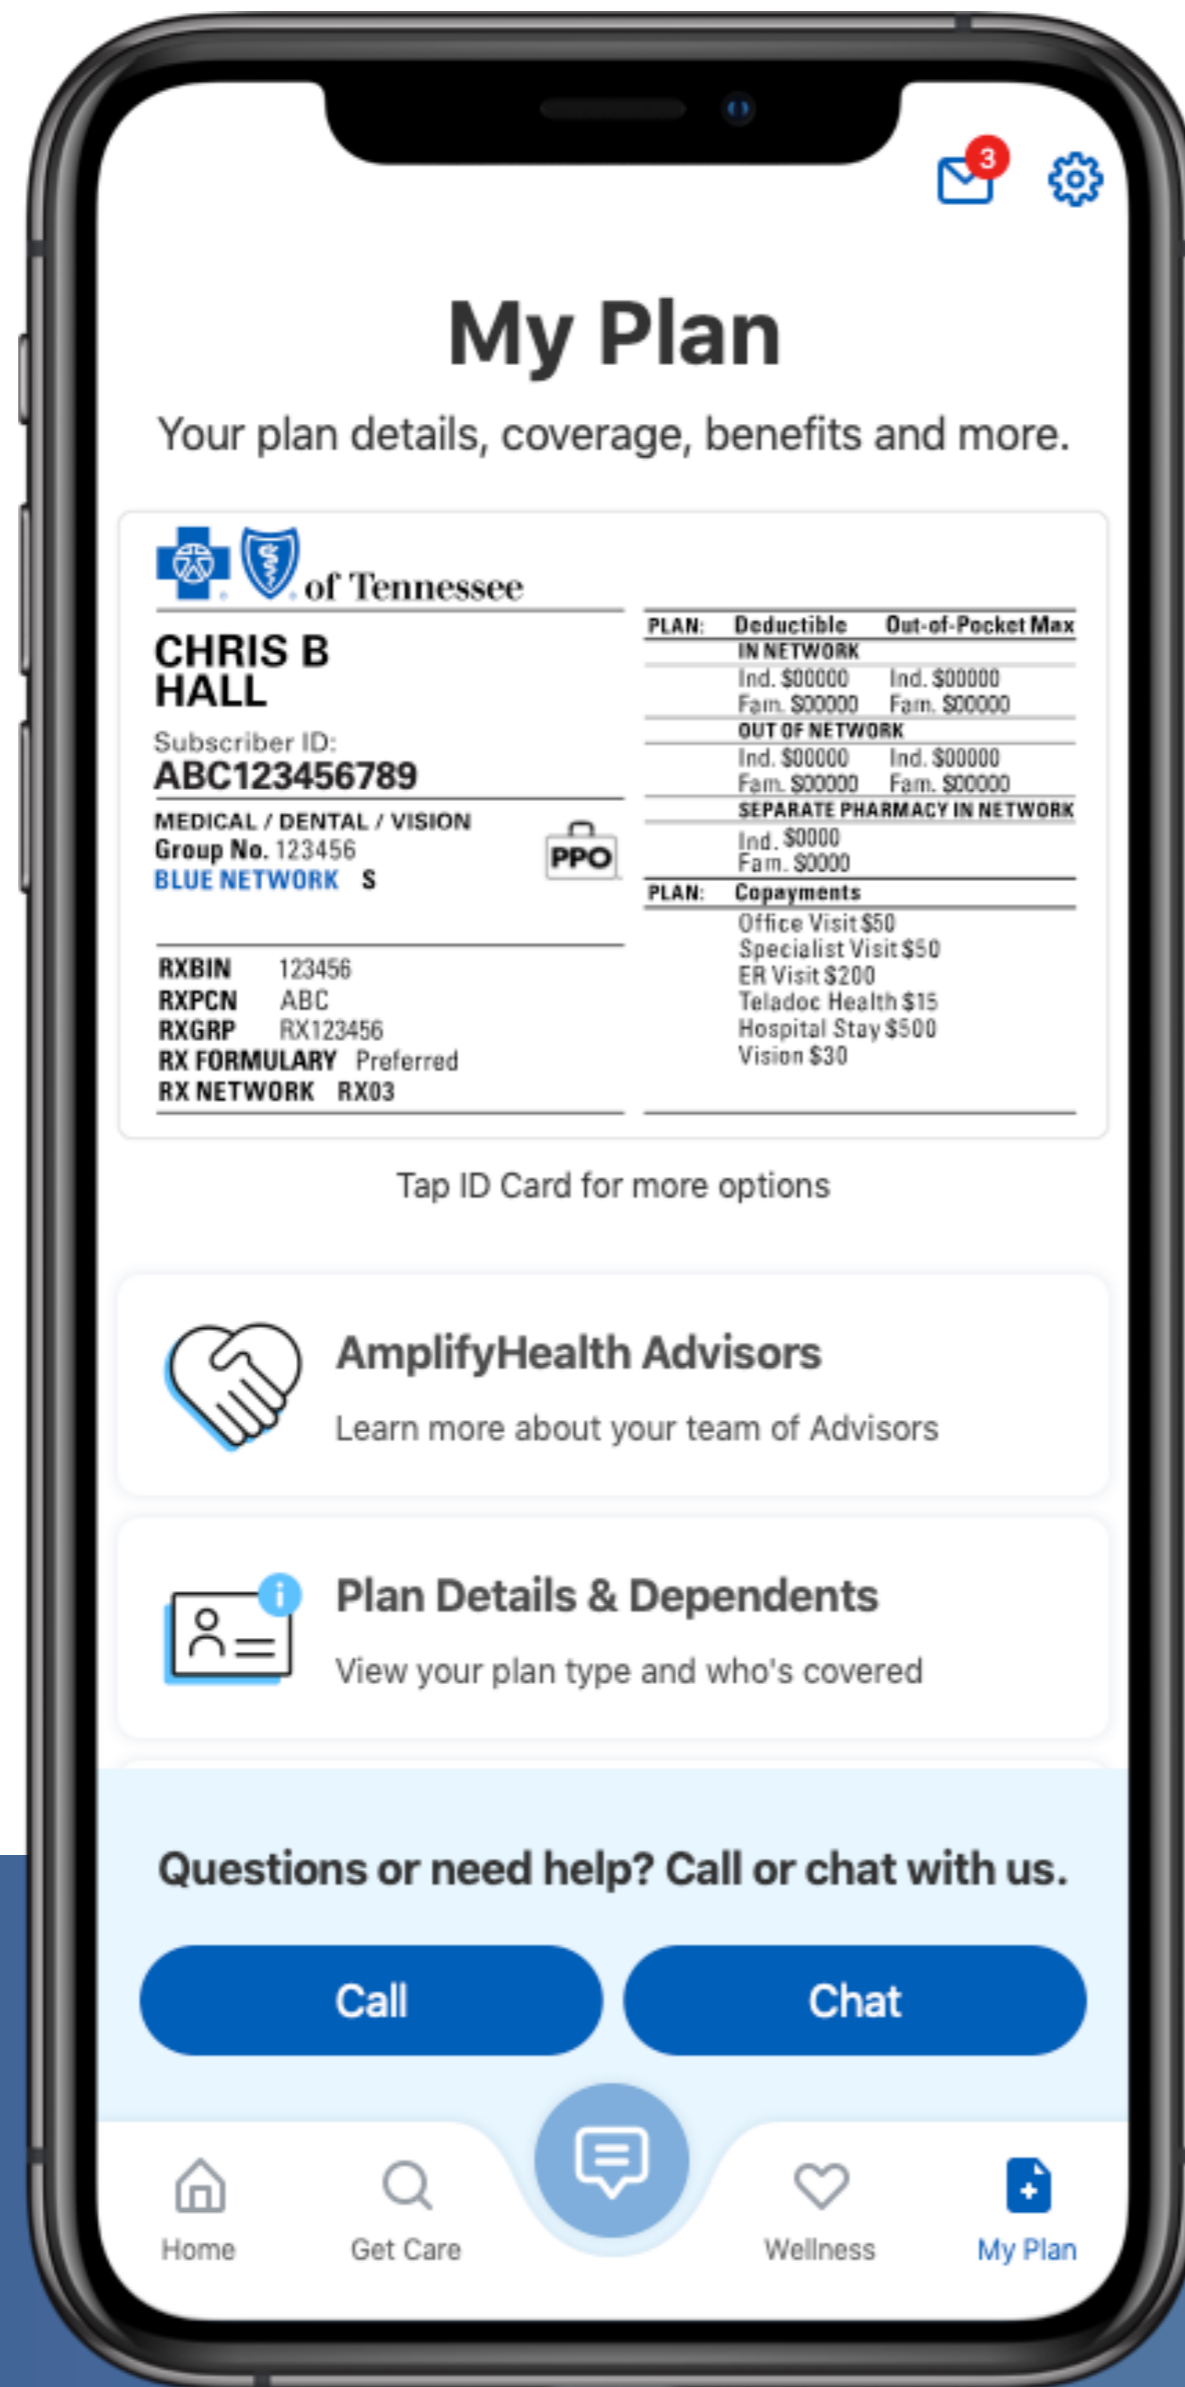 3
My Plan
Your plan details, coverage, benefits and more.
of Tennessee
CHRIS B
HALL
Subscriber ID:
ABC123456789
MEDICAL / DENTAL / VISION
Group No. 123456
BLUE NETWORK S
PPO
RXBIN 123456
RXPCN ABC
RXGRP RX123456
RX FORMULARY Preferred
RX NETWORK RX03
PLAN: Deductible Out-of-Pocket Max
IN NETWORK
Ind. $00000 Ind. $00000
Fam. $00000 Fam. $00000
OUT OF NETWORK
Ind. $00000 Ind. $00000
Fam. $00000 Fam. $00000
SEPARATE PHARMACY IN NETWORK
Ind. $0000
Fam. $0000
PLAN: Copayments
Office Visit $50
Specialist Visit $50
ER Visit $200
Teladoc Health $15
Hospital Stay $500
Vision $30
Tap ID Card for more options
AmplifyHealth Advisors
Learn more about your team of Advisors
i
Plan Details & Dependents
View your plan type and who's covered
Questions or need help? Call or chat with us.
Call Chat
Home Get Care Wellness My Plan